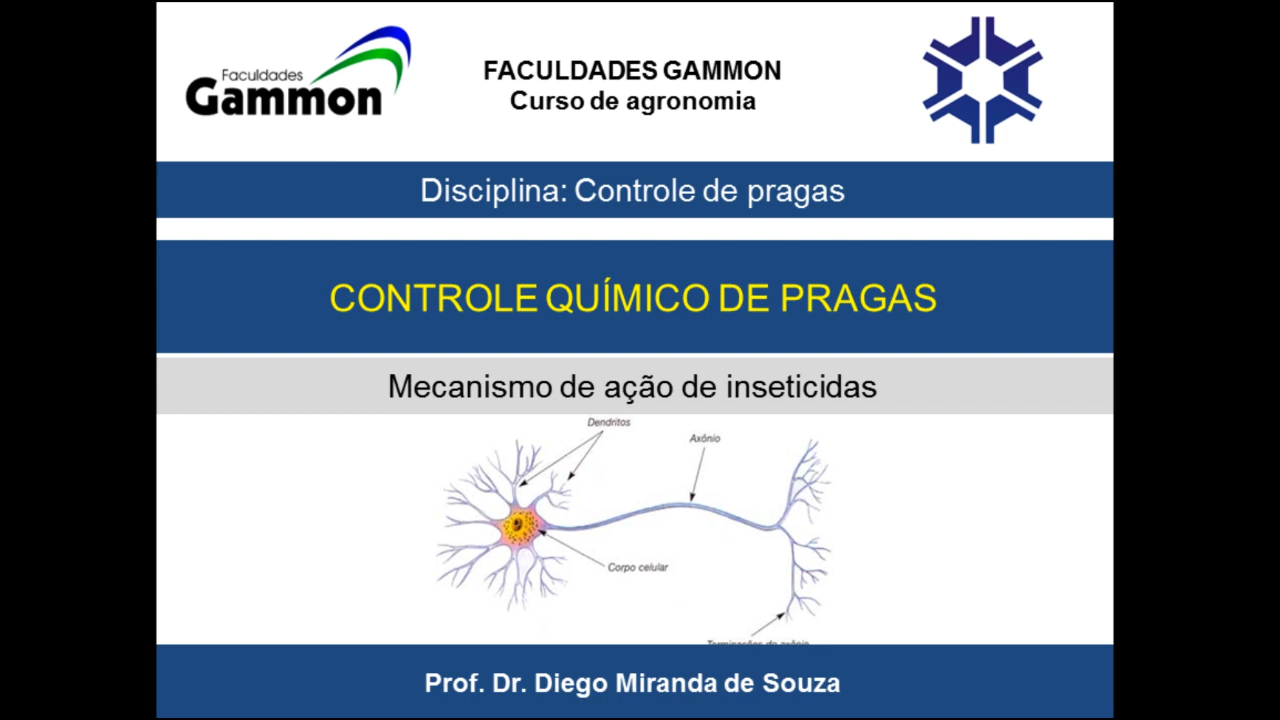 Faculdades
Gammon
FACULDADES GAMMON
Curso de agronomia
Disciplina: Controle de pragas
CONTROLE QUÍMICO DE PRAGAS
Mecanismo de ação de inseticidas
Dendritos
Axônio
Corpo celular
Terminações do axônio
Prof. Dr. Diego Miranda de Souza